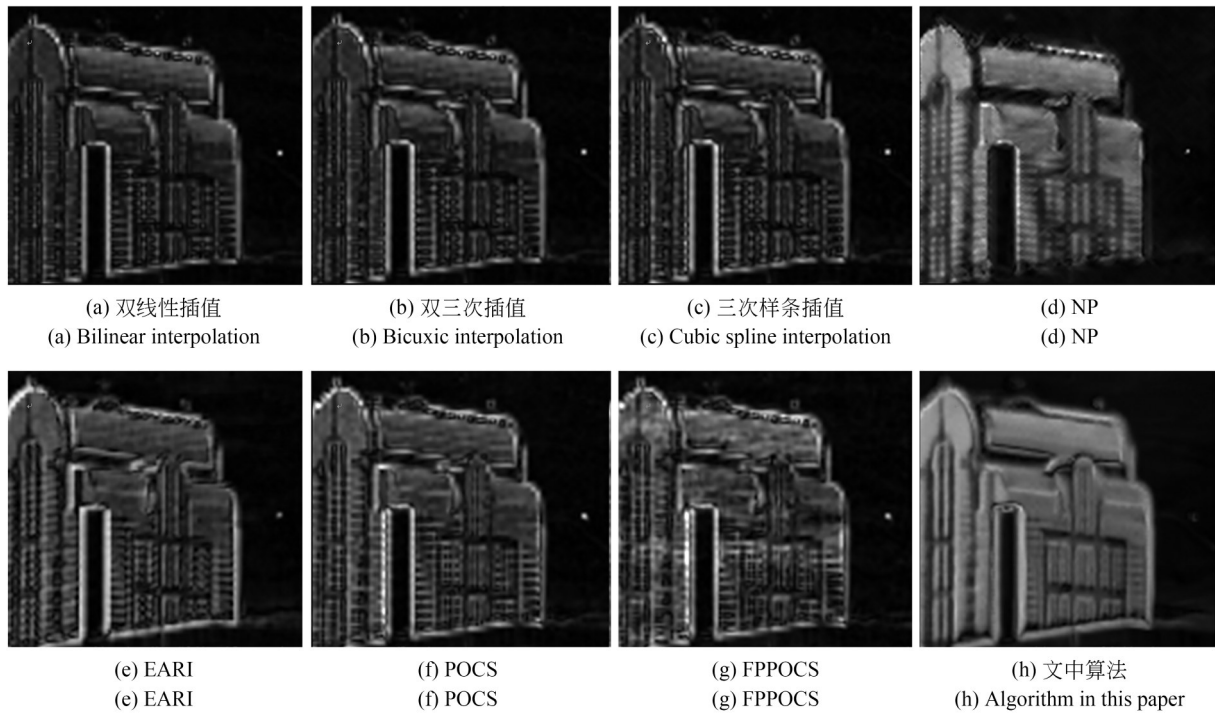 (a) 双线性插值
(a) Bilinear interpolation
(b) 双三次插值
(b) Bicuxic interpolation
(c) 三次样条插值
(c) Cubic spline interpolation
(d) NP
(d) NP
(e) EARI
(e) EARI
(f) POCS
(f) POCS
(g) FPPOCS
(g) FPPOCS
(h) 文中算法
(h) Algorithm in this paper